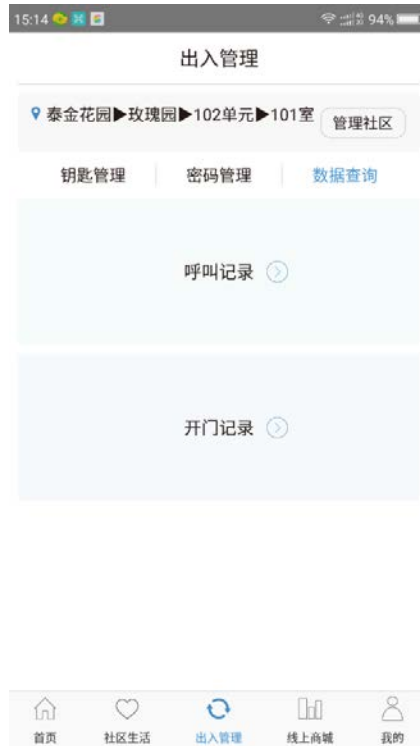 15:14 94%
出入管理
泰金花园▶玫瑰园▶102单元▶101室 管理社区
钥匙管理 密码管理 数据查询
呼叫记录
开门记录
首页 社区生活 出入管理 线上商城 我的